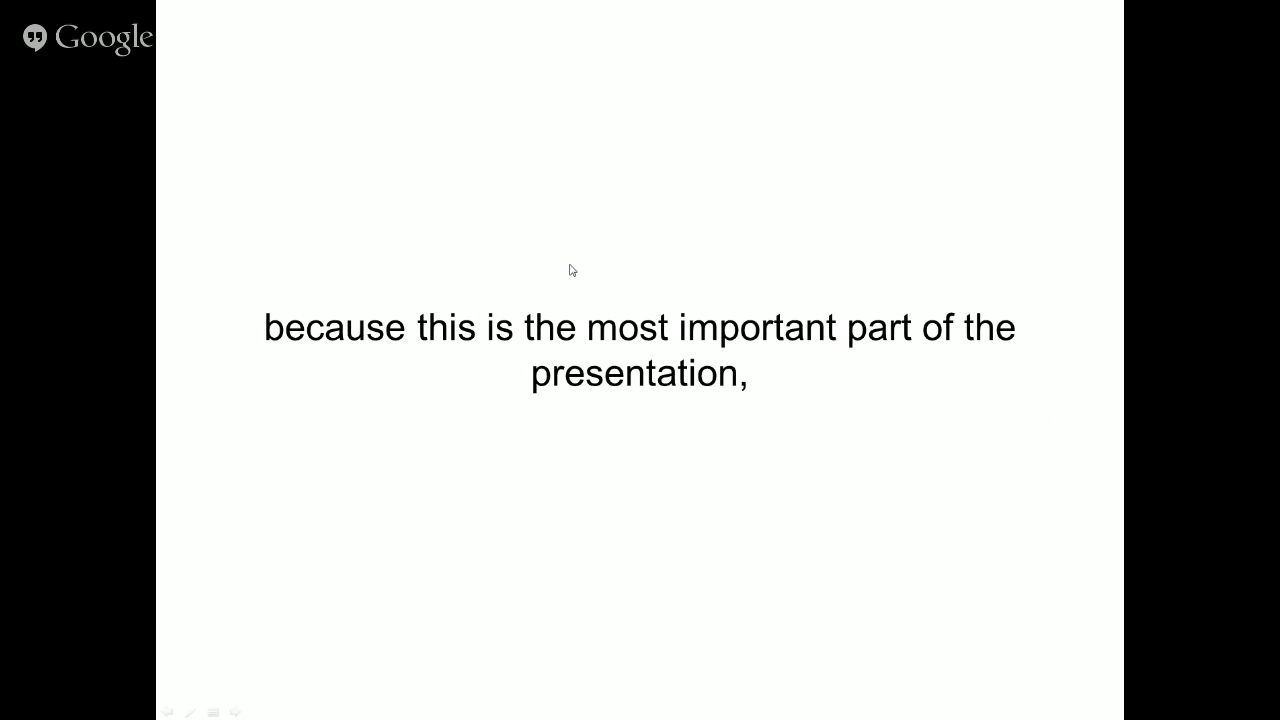 Google
because this is the most important part of the
presentation,